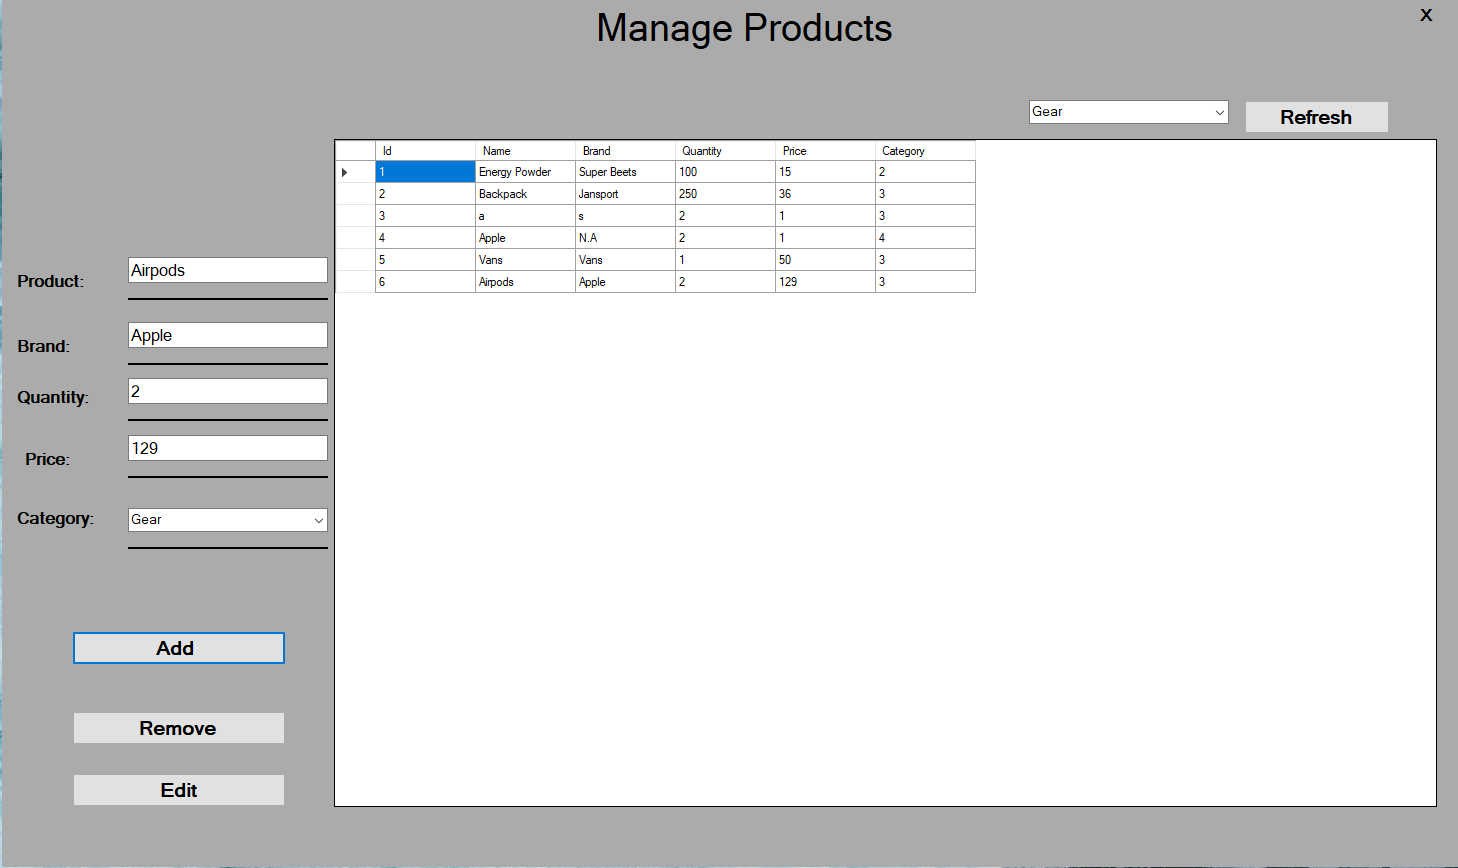 Manage Products
X
Gear
Refresh
Id Name Brand Quantity Price Category
1 Energy Powder Super Beets 100 15 2
2 Backpack Jansport 250 36 3
3 a s 2 1 3
4 Apple N.A 2 1 4
5 Vans Vans 1 50 3
6 Airpods Apple 2 129 3
Product: Airpods
Brand: Apple
Quantity: 2
Price: 129
Category: Gear
Add
Remove
Edit